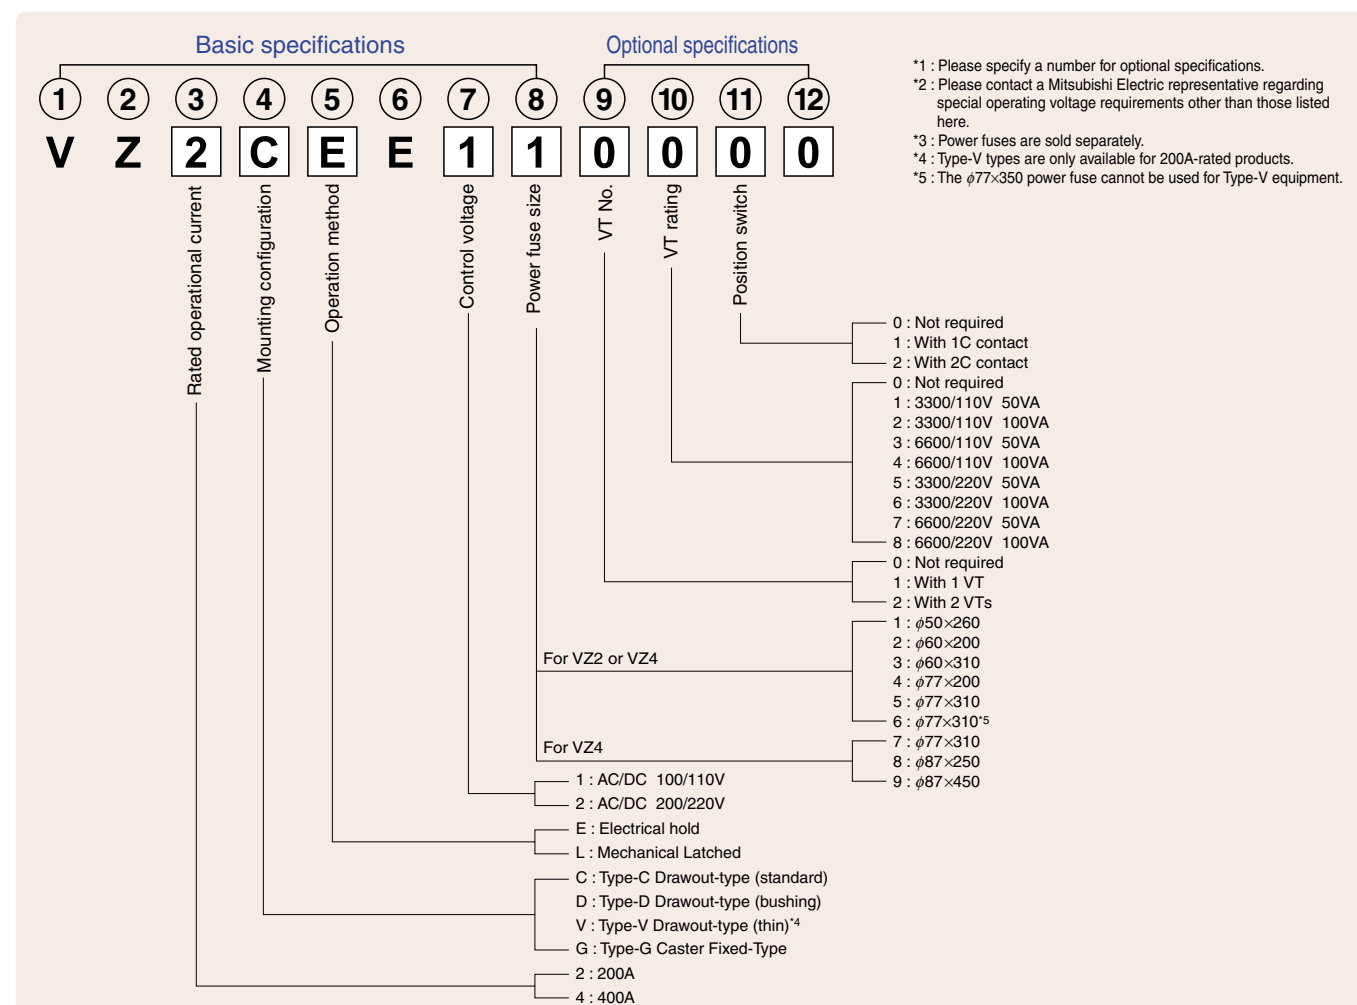 Basic specifications
Optional specifications
1 2 3 4 5 6 7 8 9 10 11 12
V Z 2 C E E 1 1 0 0 0 0
*1 : Please specify a number for optional specifications.
*2 : Please contact a Mitsubishi Electric representative regarding
special operating voltage requirements other than those listed
here.
*3 : Power fuses are sold separately.
*4 : Type-V types are only available for 200A-rated products.
*5 : The ϕ77×350 power fuse cannot be used for Type-V equipment.
Rated operational current
Mounting configuration
Operation method
Control voltage
Power fuse size
VT No.
VT rating
Position switch
0 : Not required
1 : With 1C contact
2 : With 2C contact
0 : Not required
1 : 3300/110V 50VA
2 : 3300/110V 100VA
3 : 6600/110V 50VA
4 : 6600/110V 100VA
5 : 3300/220V 50VA
6 : 3300/220V 100VA
7 : 6600/220V 50VA
8 : 6600/220V 100VA
0 : Not required
1 : With 1 VT
2 : With 2 VTs
For VZ2 or VZ4
1 : ϕ50×260
2 : ϕ60×200
3 : ϕ60×310
4 : ϕ77×200
5 : ϕ77×310
6 : ϕ77×310*5
For VZ4
7 : ϕ77×310
8 : ϕ87×250
9 : ϕ87×450
1 : AC/DC 100/110V
2 : AC/DC 200/220V
E : Electrical hold
L : Mechanical Latched
C : Type-C Drawout-type (standard)
D : Type-D Drawout-type (bushing)
V : Type-V Drawout-type (thin)*4
G : Type-G Caster Fixed-Type
2 : 200A
4 : 400A